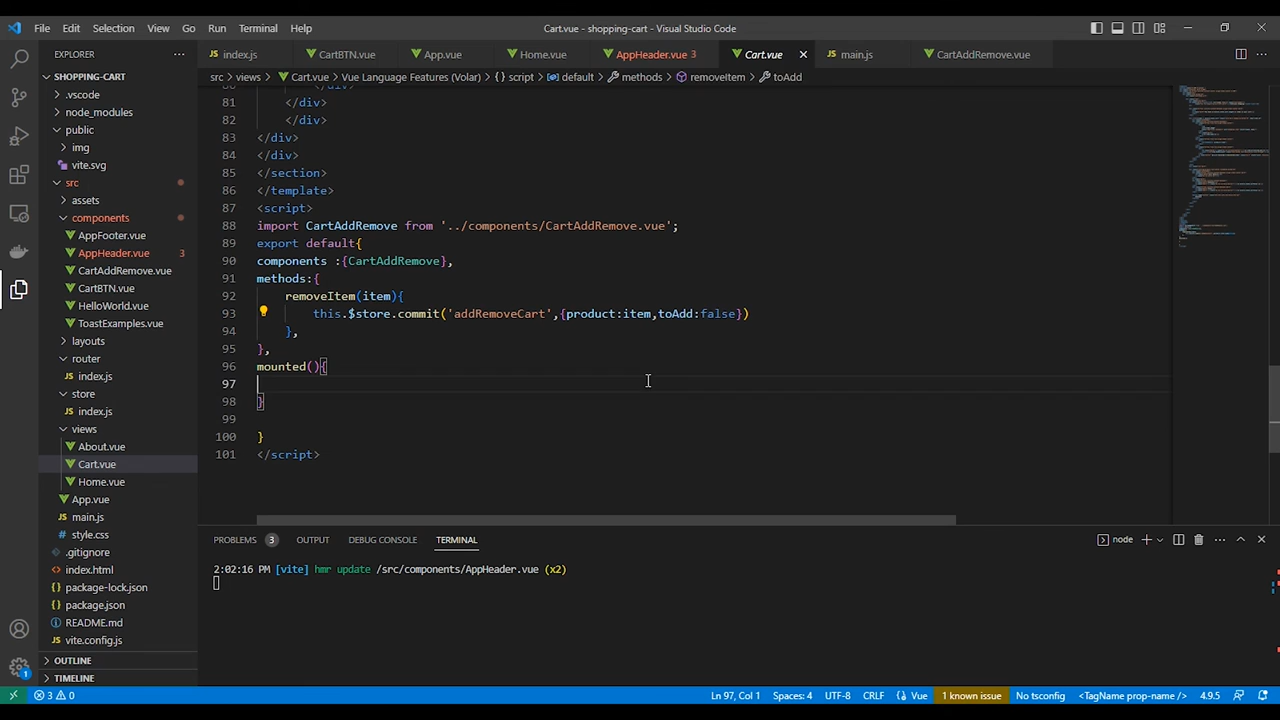 File Edit Selection View Go Run Terminal Help
Cart.vue - shopping-cart - Visual Studio Code
EXPLORER
index.js CartBTN.vue App.vue Home.vue AppHeader.vue 3 Cart.vue main.js CartAddRemove.vue
SHOPPING-CART
src > views > Cart.vue > Vue Language Features (Volar) > {} script > default > methods > removeItem > toAdd
.vscode
node_modules
public
img
vite.svg
src
assets
components
AppFooter.vue
AppHeader.vue 3
CartAddRemove.vue
CartBTN.vue
HelloWorld.vue
ToastExamples.vue
layouts
router
index.js
store
index.js
views
About.vue
Cart.vue
Home.vue
App.vue
main.js
style.css
.gitignore
index.html
package-lock.json
package.json
README.md
vite.config.js
OUTLINE
TIMELINE
80 </div>
81 </div>
82 </div>
83 </div>
84 </div>
85 </section>
86 </template>
87 <script>
88 import CartAddRemove from '../components/CartAddRemove.vue';
89 export default{
90 components :{CartAddRemove},
91 methods:{
92 removeItem(item){
93 this.$store.commit('addRemoveCart',{product:item,toAdd:false})
94 },
95 },
96 mounted(){
97
98 }
99
100 }
101 </script>
PROBLEMS 3 OUTPUT DEBUG CONSOLE TERMINAL
node
2:02:16 PM [vite] hmr update /src/components/AppHeader.vue (x2)
1
3 0 Ln 97, Col 1 Spaces: 4 UTF-8 CRLF {} Vue 1 known issue No tsconfig <TagName prop-name /> 4.9.5